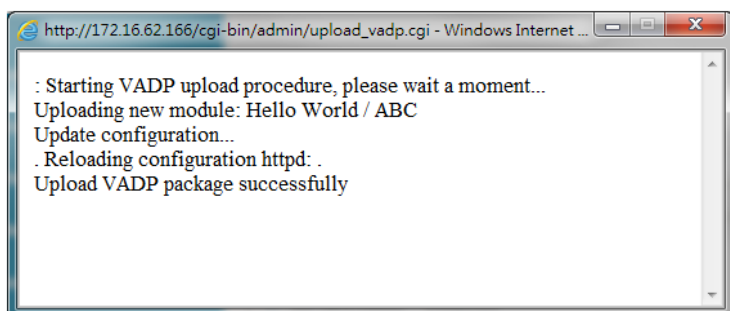 http://172.16.62.166/cgi-bin/admin/upload_vadp.cgi - Windows Internet ...
: Starting VADP upload procedure, please wait a moment...
Uploading new module: Hello World / ABC
Update configuration...
. Reloading configuration httpd: .
Upload VADP package successfully